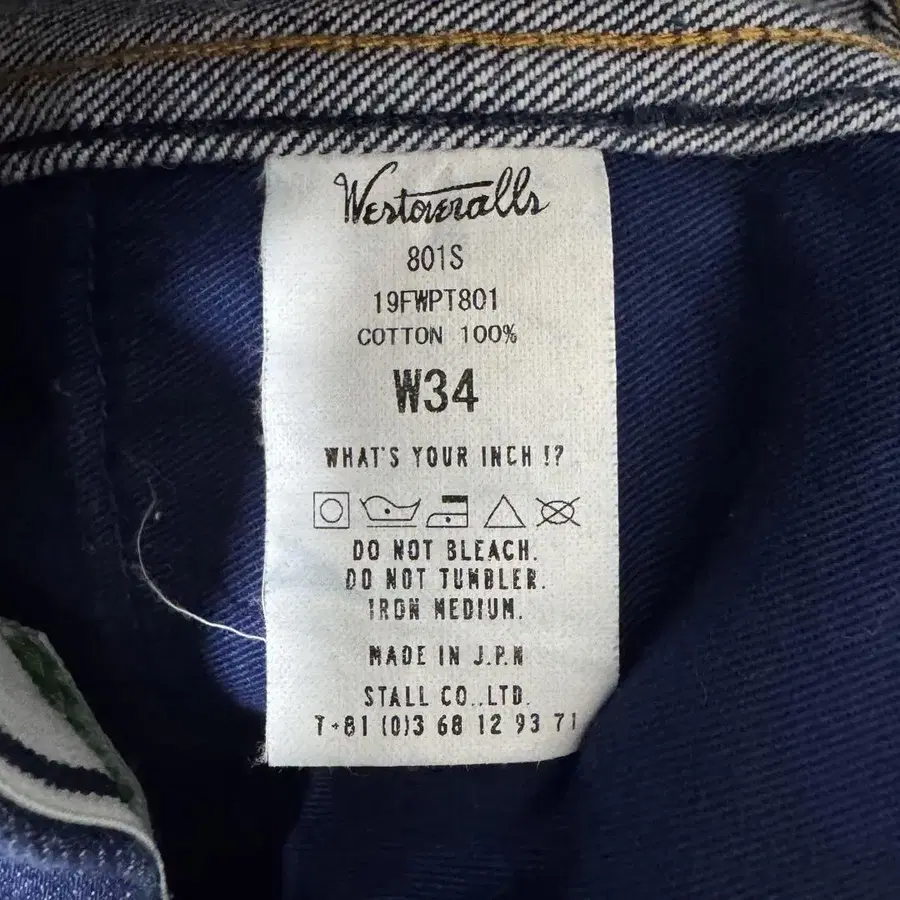 Westoveralls
801S
19FWPT801
COTTON 100%
W34
WHAT'S YOUR INCH !?
DO NOT BLEACH.
DO NOT TUMBLER.
IRON MEDIUM.
MADE IN J.P.N
STALL CO..LTD.
T+81 (0)3 68 12 93 71